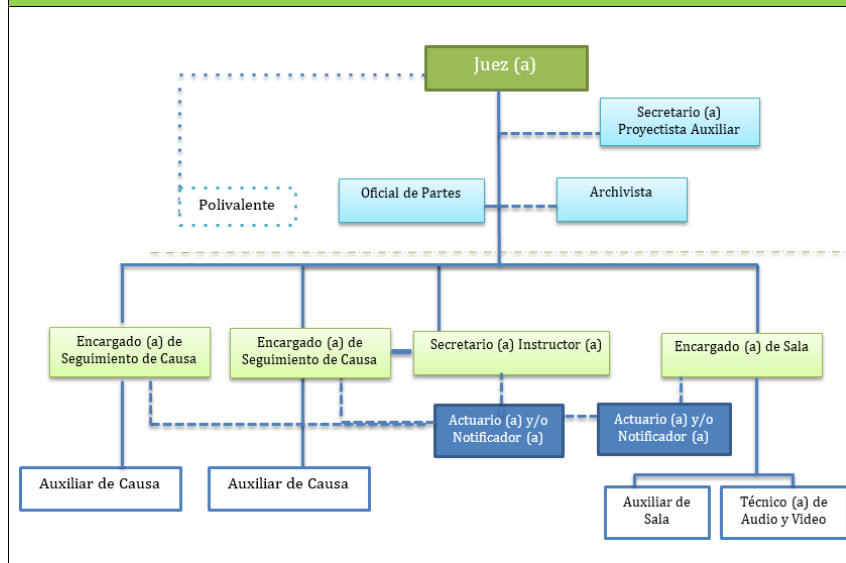 Juez (a)
Secretario (a)
Proyectista Auxiliar
Oficial de Partes
Archivista
Polivalente
Encargado (a) de
Seguimiento de Causa
Encargado (a) de
Seguimiento de Causa
Secretario (a) Instructor (a)
Encargado (a) de Sala
Actuario (a) y/o
Notificador (a)
Actuario (a) y/o
Notificador (a)
Auxiliar de Causa
Auxiliar de Causa
Auxiliar de
Sala
Técnico (a) de
Audio y Video